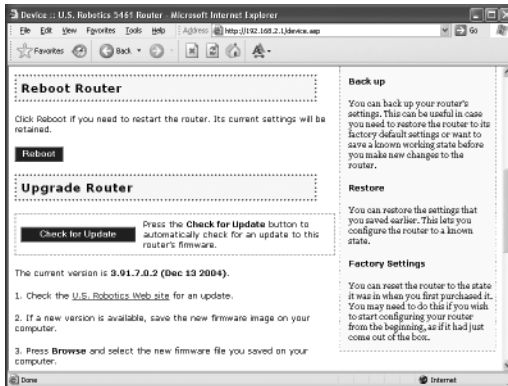 Device :: U.S. Robotics 5461 Router - Microsoft Internet Explorer
File Edit View Favorites Tools Help Address http://192.168.2.1/device.asp Go
Favorites Back
Reboot Router
Click Reboot if you need to restart the router. Its current settings will be
retained.
Reboot
Upgrade Router
Check for Update
Press the Check for Update button to
automatically check for an update to this
router's firmware.
The current version is 3.91.7.0.2 (Dec 13 2004).
1. Check the U.S. Robotics Web site for an update.
2. If a new version is available, save the new firmware image on your
computer.
3. Press Browse and select the new firmware file you saved on your
computer.
Back up
You can back up your router's
settings. This can be useful in case
you need to restore the router to its
factory default settings or want to
save a known working state before
you make new changes to the
router.
Restore
You can restore the settings that
you saved earlier. This lets you
configure the router to a known
state.
Factory Settings
You can reset the router to the state
it was in when you first purchased it.
You may need to do this if you wish
to start configuring your router
from the beginning, as if it had just
come out of the box.
Done Internet